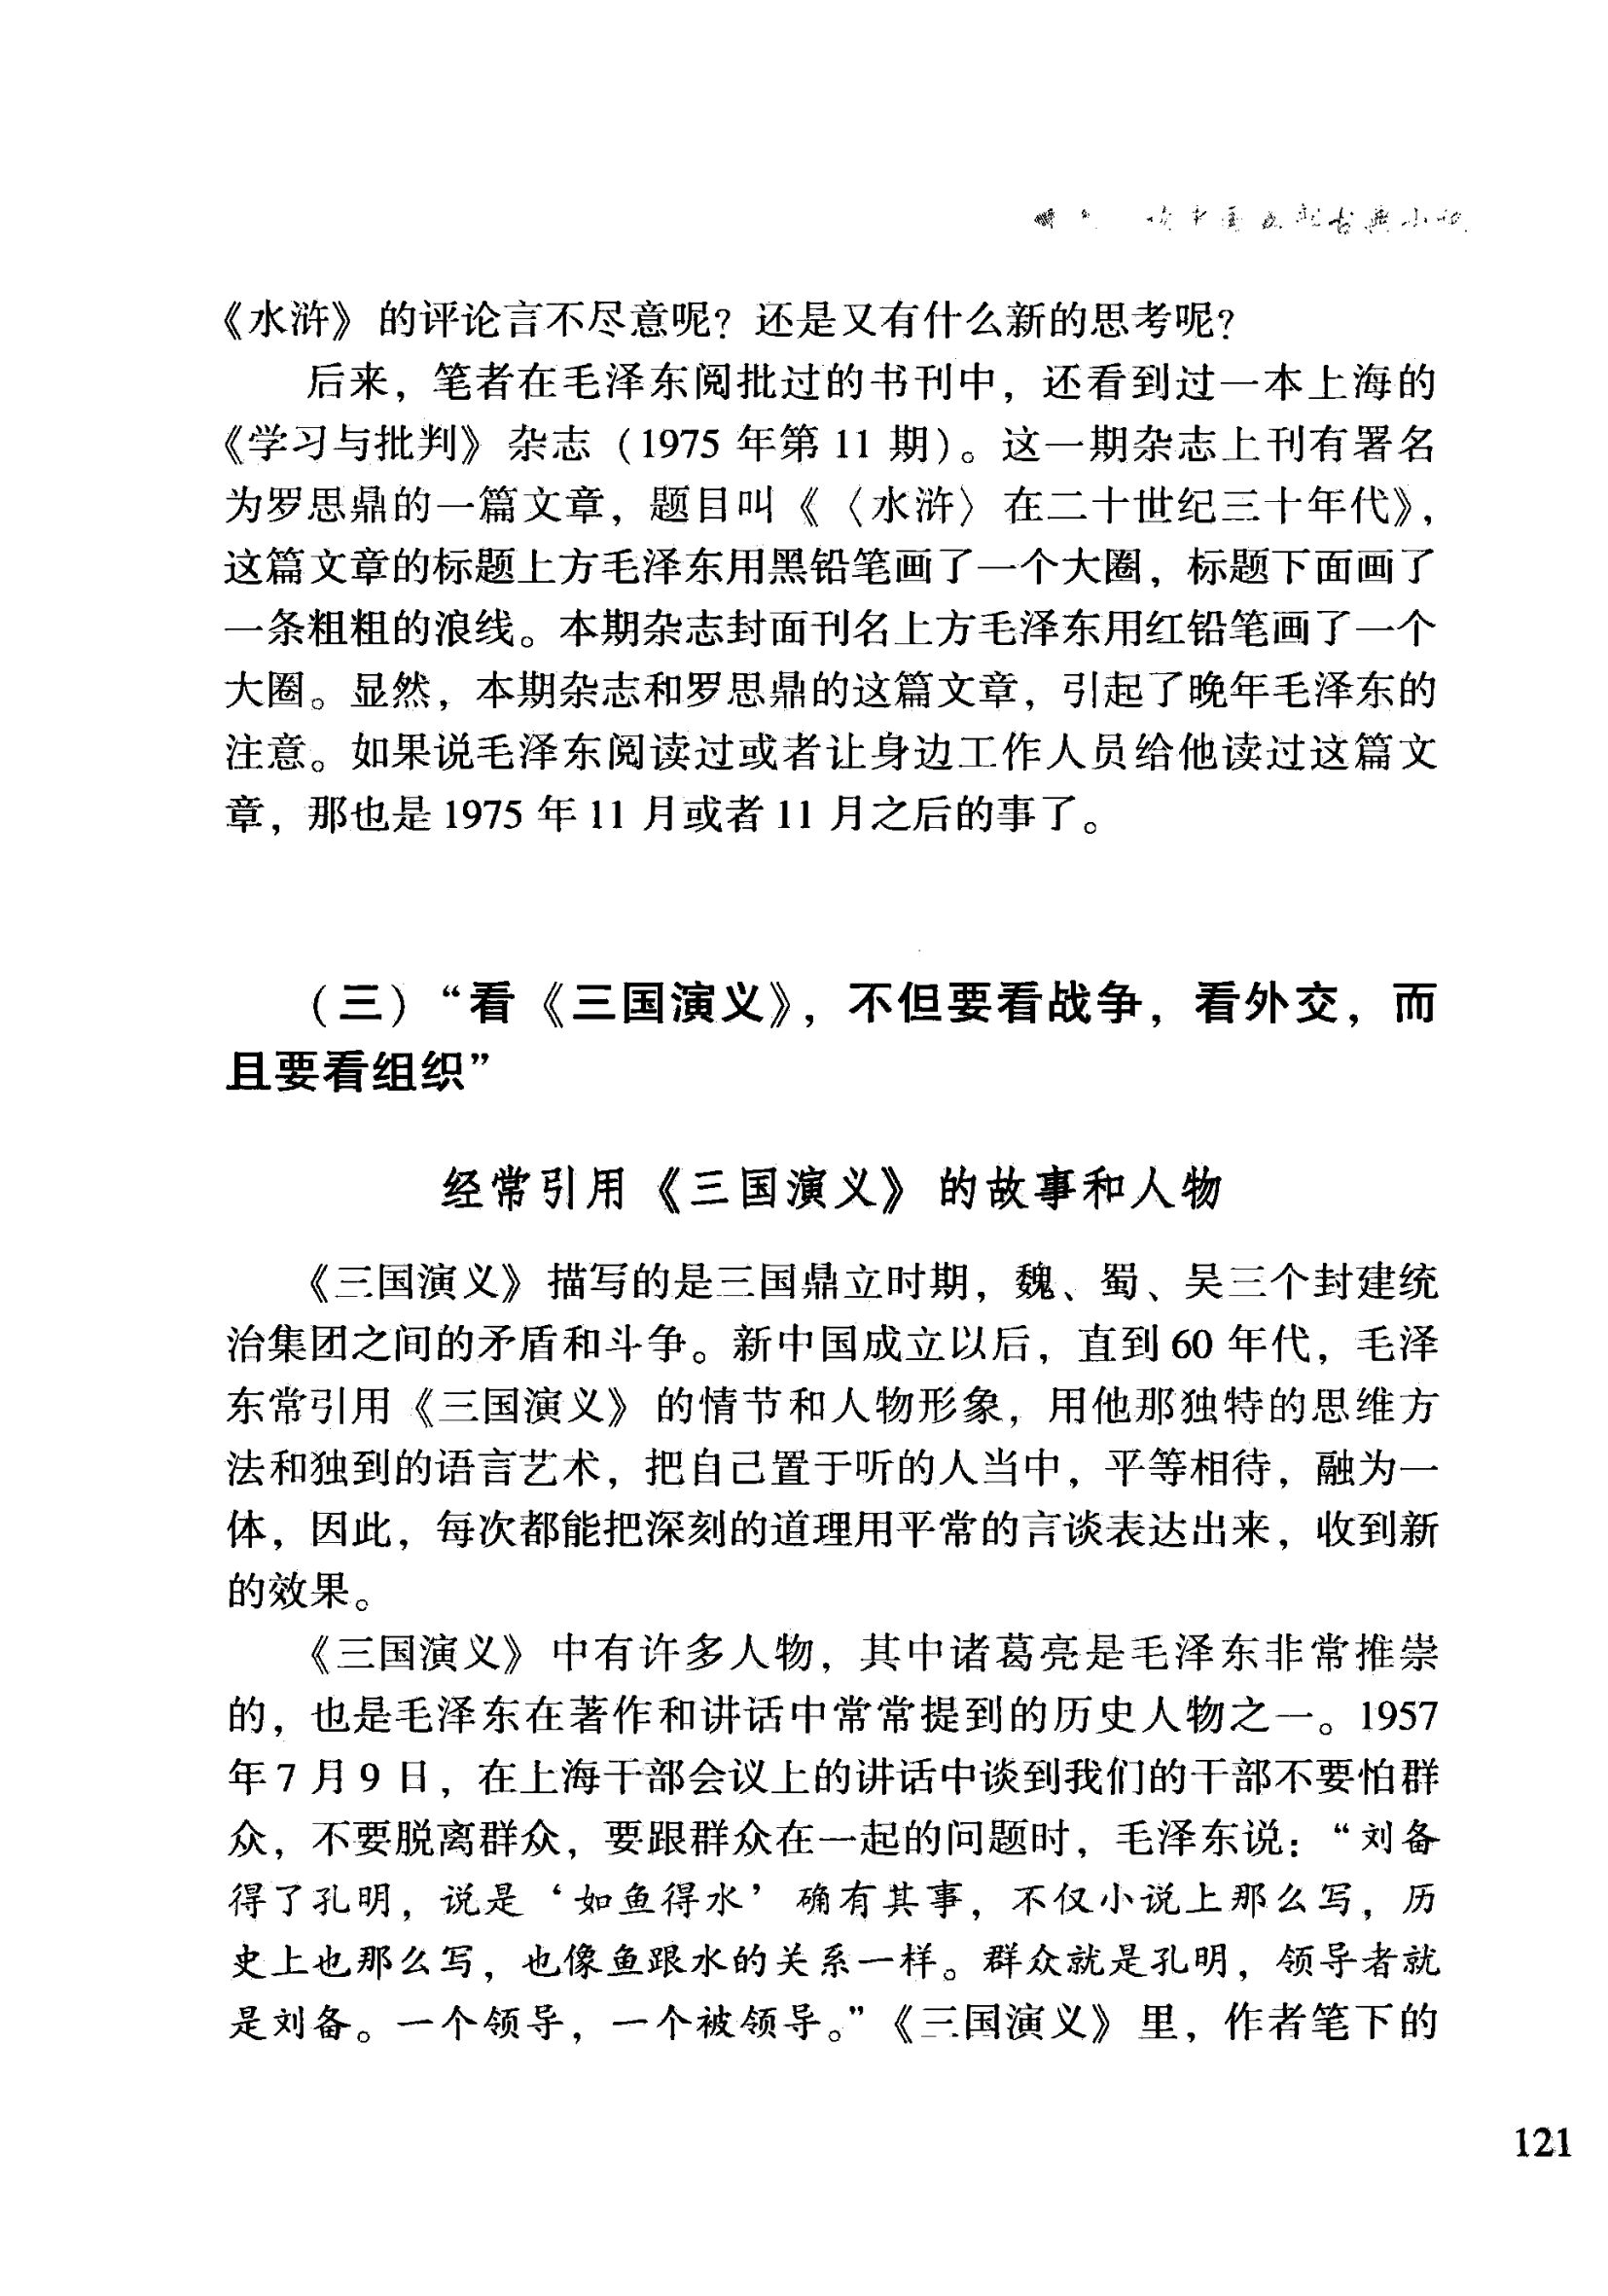 古典小说
《水浒》的评论言不尽意呢？还是又有什么新的思考呢？
后来，笔者在毛泽东阅批过的书刊中，还看到过一本上海的
《学习与批判》杂志（1975 年第 11 期）。这一期杂志上刊有署名
为罗思鼎的一篇文章，题目叫《〈水浒〉在二十世纪三十年代》，
这篇文章的标题上方毛泽东用黑铅笔画了一个大圈，标题下面画了
一条粗粗的浪线。本期杂志封面刊名上方毛泽东用红铅笔画了一个
大圈。显然，本期杂志和罗思鼎的这篇文章，引起了晚年毛泽东的
注意。如果说毛泽东阅读过或者让身边工作人员给他读过这篇文
章，那也是 1975 年 11 月或者 11 月之后的事了。
（三）“看《三国演义》，不但要看战争，看外交，而
且要看组织”
经常引用《三国演义》的故事和人物
《三国演义》描写的是三国鼎立时期，魏、蜀、吴三个封建统
治集团之间的矛盾和斗争。新中国成立以后，直到 60 年代，毛泽
东常引用《三国演义》的情节和人物形象，用他那独特的思维方
法和独到的语言艺术，把自己置于听的人当中，平等相待，融为一
体，因此，每次都能把深刻的道理用平常的言谈表达出来，收到新
的效果。
《三国演义》中有许多人物，其中诸葛亮是毛泽东非常推崇
的，也是毛泽东在著作和讲话中常常提到的历史人物之一。1957
年 7 月 9 日，在上海干部会议上的讲话中谈到我们的干部不要怕群
众，不要脱离群众，要跟群众在一起的问题时，毛泽东说：“刘备
得了孔明，说是‘如鱼得水’确有其事，不仅小说上那么写，历
史上也那么写，也像鱼跟水的关系一样。群众就是孔明，领导者就
是刘备。一个领导，一个被领导。”《三国演义》里，作者笔下的
121